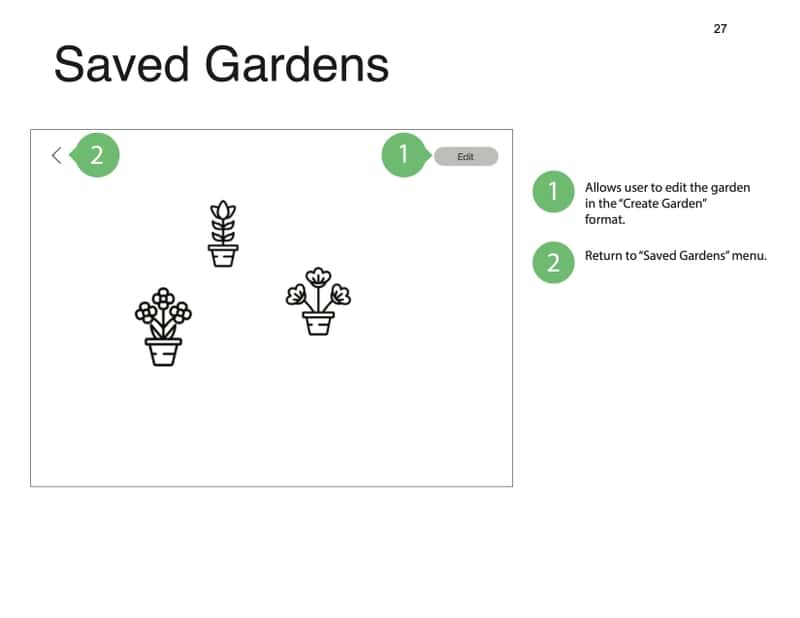 27
Saved Gardens
2
1
Edit
1
Allows user to edit the garden
in the “Create Garden”
format.
2
Return to “Saved Gardens” menu.